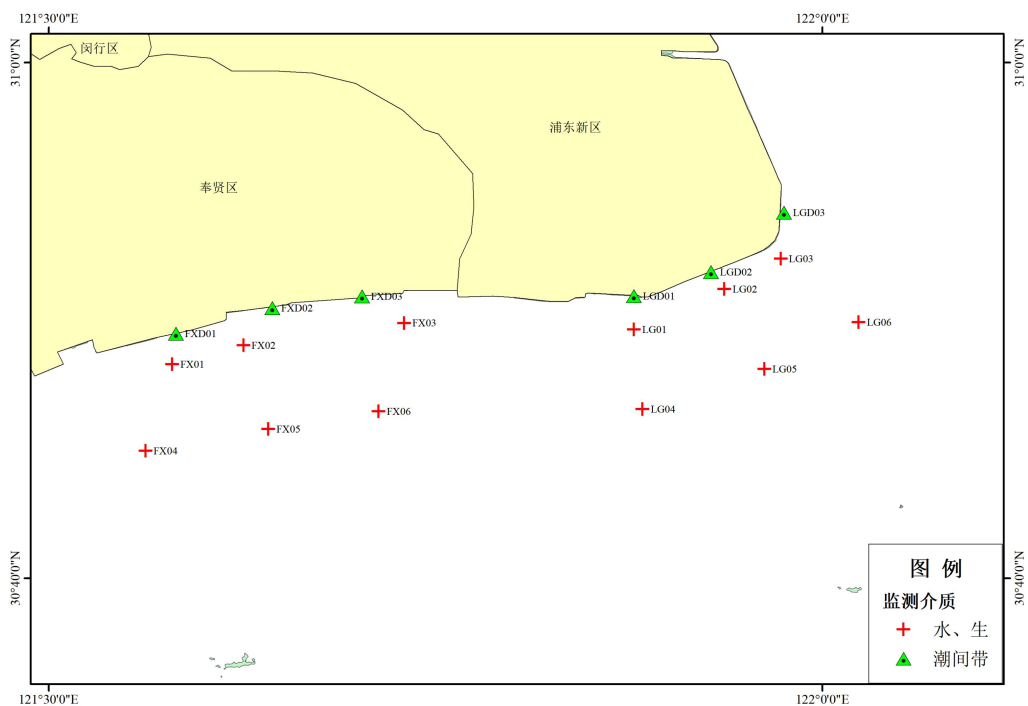 121°30'0"E
122°0'0"E
31°0'0"N
31°0'0"N
闵行区
浦东新区
奉贤区
LGD03
LG03
LGD02
LG02
LGD01
FXD03
FXD02
FX03
LG06
LG01
FXD01
FX02
FX01
LG05
LG04
FX06
FX05
FX04
30°40'0"N
30°40'0"N
图 例
监测介质
水、生
潮间带
121°30'0"E
122°0'0"E